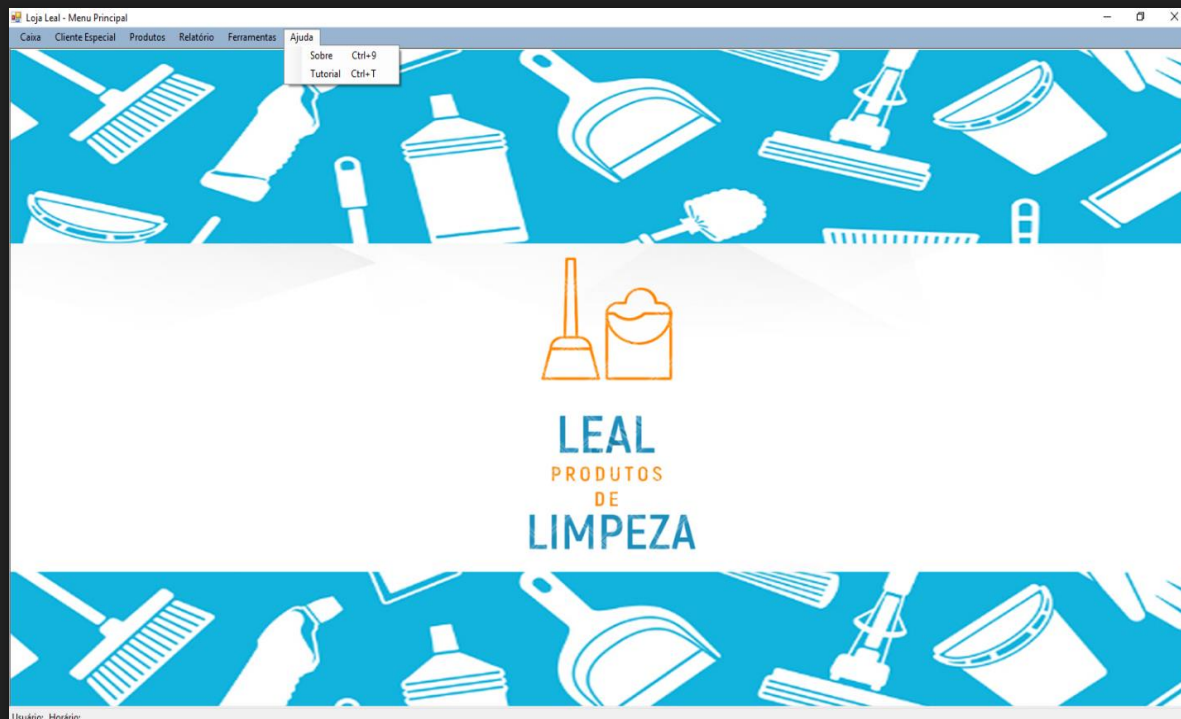 Loja Leal - Menu Principal
Caixa Cliente Especial Produtos Relatório Ferramentas Ajuda
Sobre Ctrl+9
Tutorial Ctrl+T
LEAL
PRODUTOS
DE
LIMPEZA
Usuário: Horário: